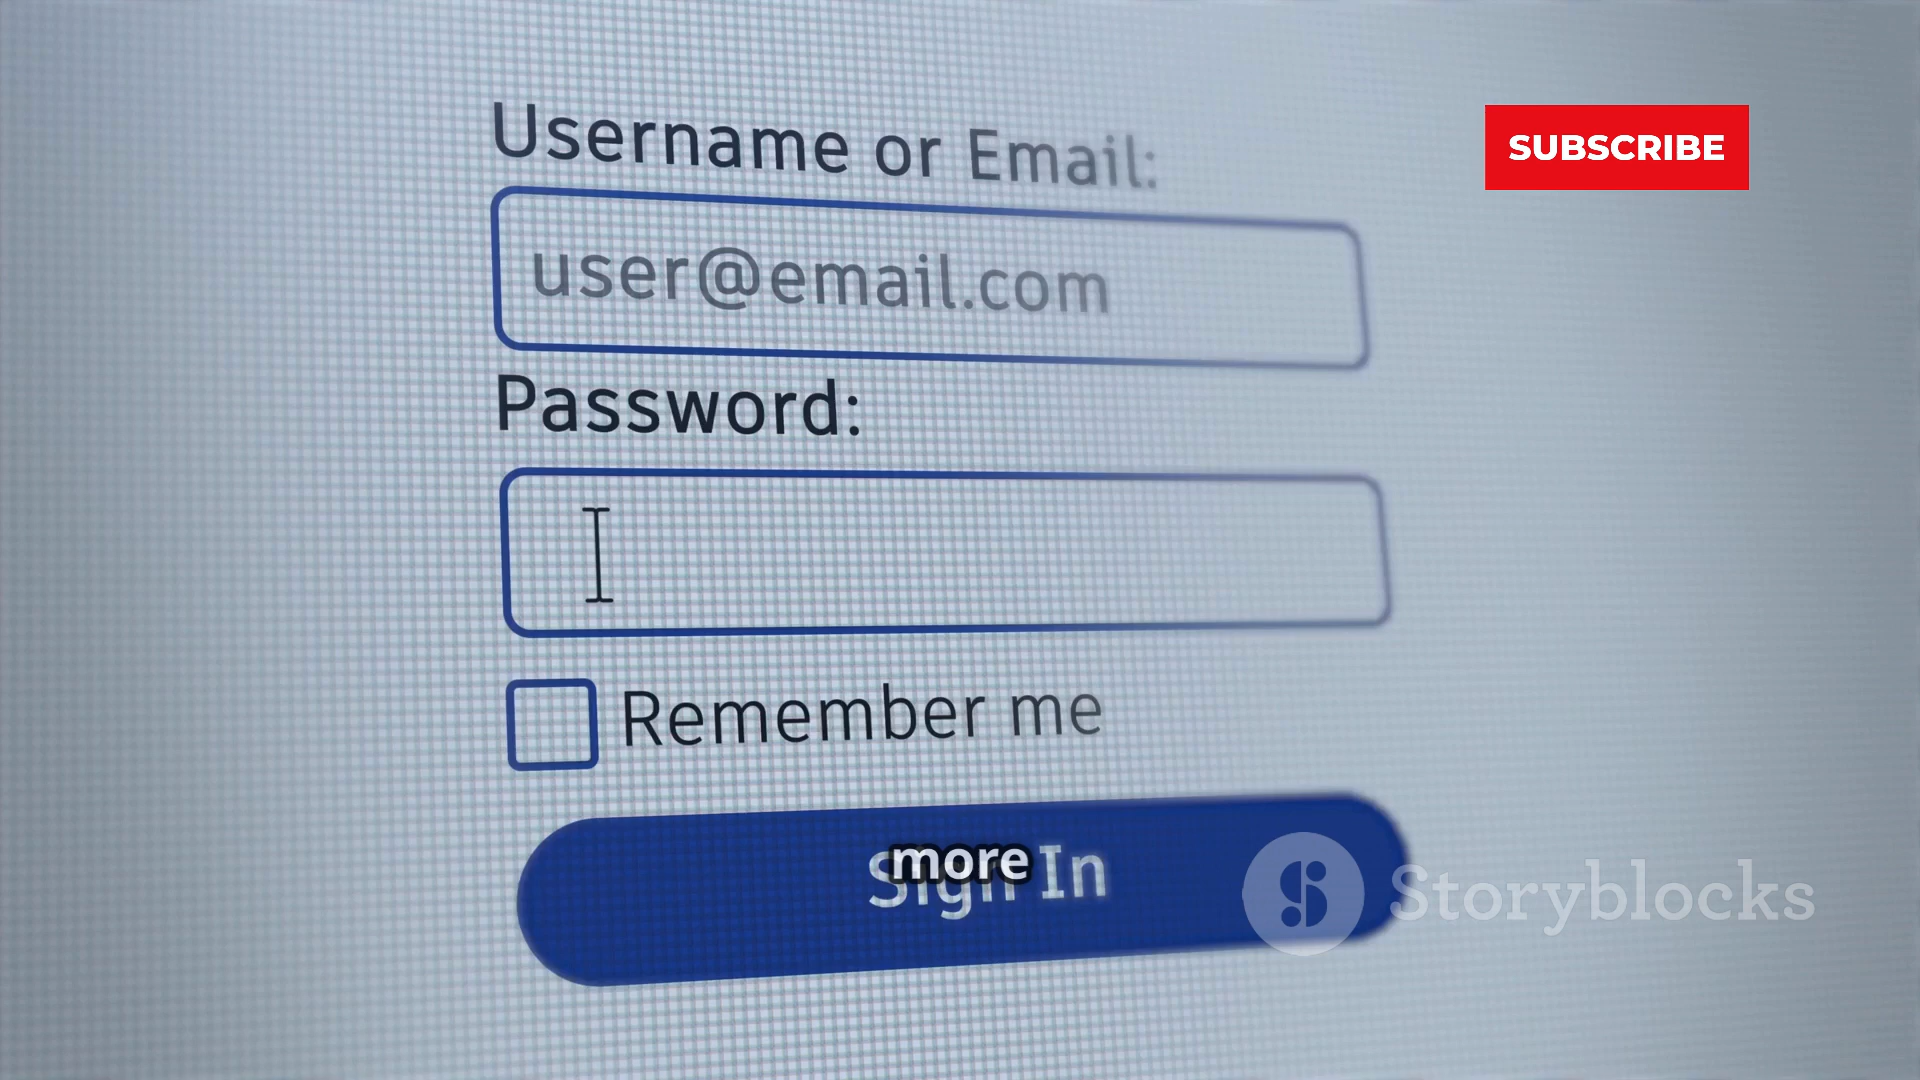 Username or Email:
SUBSCRIBE
user@email.com
Password:
Remember me
Sign In
more
Storyblocks